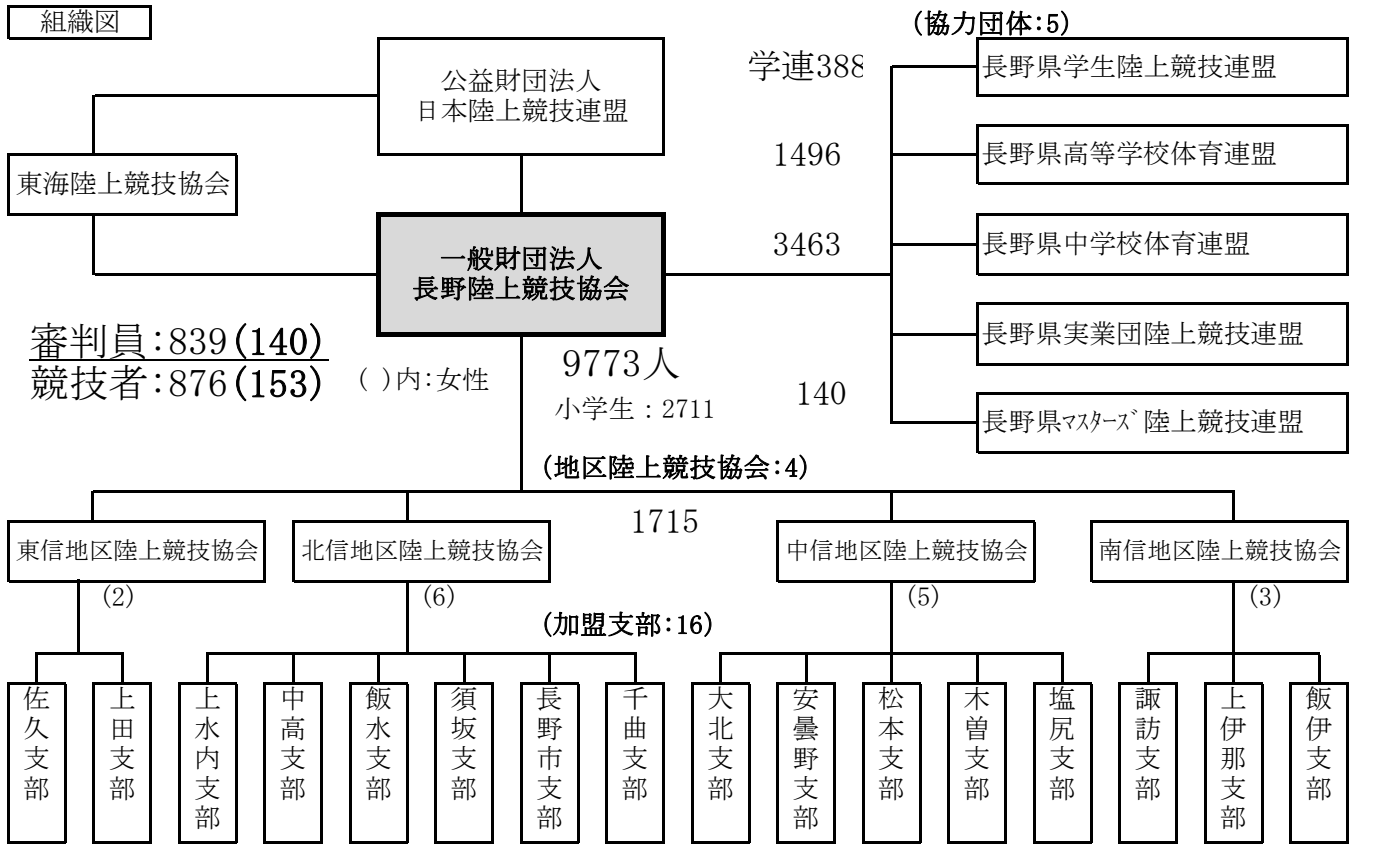 組織図
(協力団体:5)
公益財団法人
日本陸上競技連盟
学連388
長野県学生陸上競技連盟
1496
長野県高等学校体育連盟
東海陸上競技協会
一般財団法人
長野陸上競技協会
3463
長野県中学校体育連盟
長野県実業団陸上競技連盟
審判員:839(140)
競技者:876(153)
( )内:女性
9773人
小学生:2711
140
長野県マスターズ陸上競技連盟
(地区陸上競技協会:4)
1715
東信地区陸上競技協会
北信地区陸上競技協会
中信地区陸上競技協会
南信地区陸上競技協会
(2)
(6)
(5)
(3)
(加盟支部:16)
佐久支部
上田支部
上水内支部
中高支部
飯水支部
須坂支部
長野市支部
千曲支部
大北支部
安曇野支部
松本支部
木曽支部
塩尻支部
諏訪支部
上伊那支部
飯伊支部